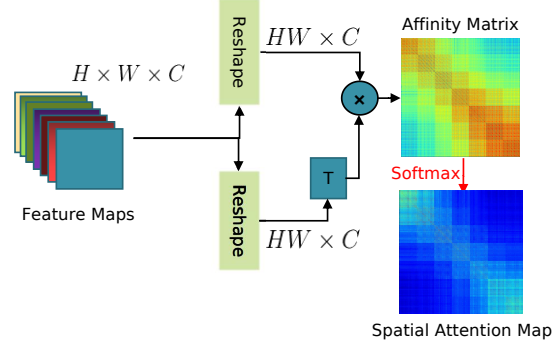 Affinity Matrix
H × W × C
Reshape
HW × C
×
Softmax
T
Reshape
Feature Maps
HW × C
Spatial Attention Map